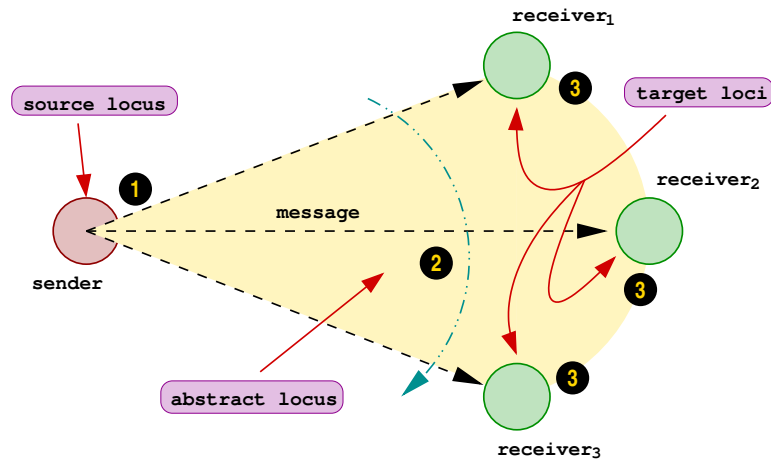 receiver₁
3
source locus
target loci
1
receiver₂
message
2
sender
3
abstract locus
3
receiver₃